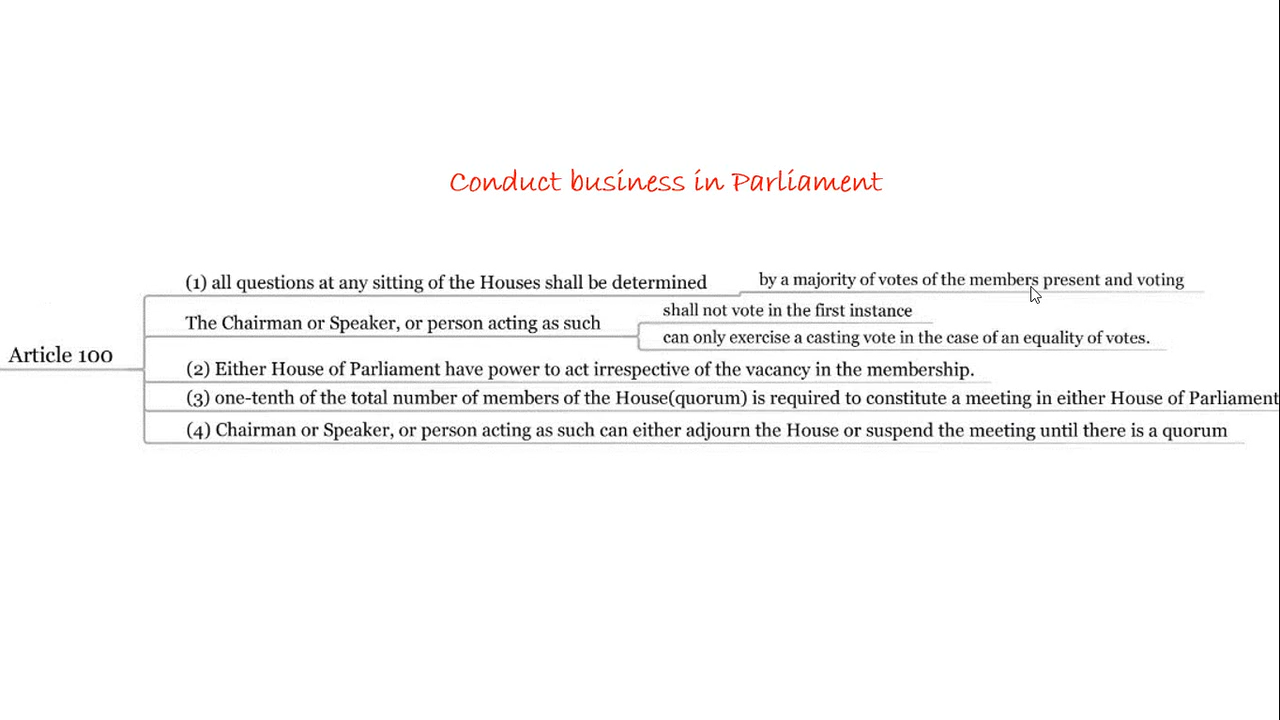 Conduct business in Parliament
(1) all questions at any sitting of the Houses shall be determined
by a majority of votes of the members present and voting
The Chairman or Speaker, or person acting as such
shall not vote in the first instance
can only exercise a casting vote in the case of an equality of votes.
Article 100
(2) Either House of Parliament have power to act irrespective of the vacancy in the membership.
(3) one-tenth of the total number of members of the House(quorum) is required to constitute a meeting in either House of Parliament
(4) Chairman or Speaker, or person acting as such can either adjourn the House or suspend the meeting until there is a quorum